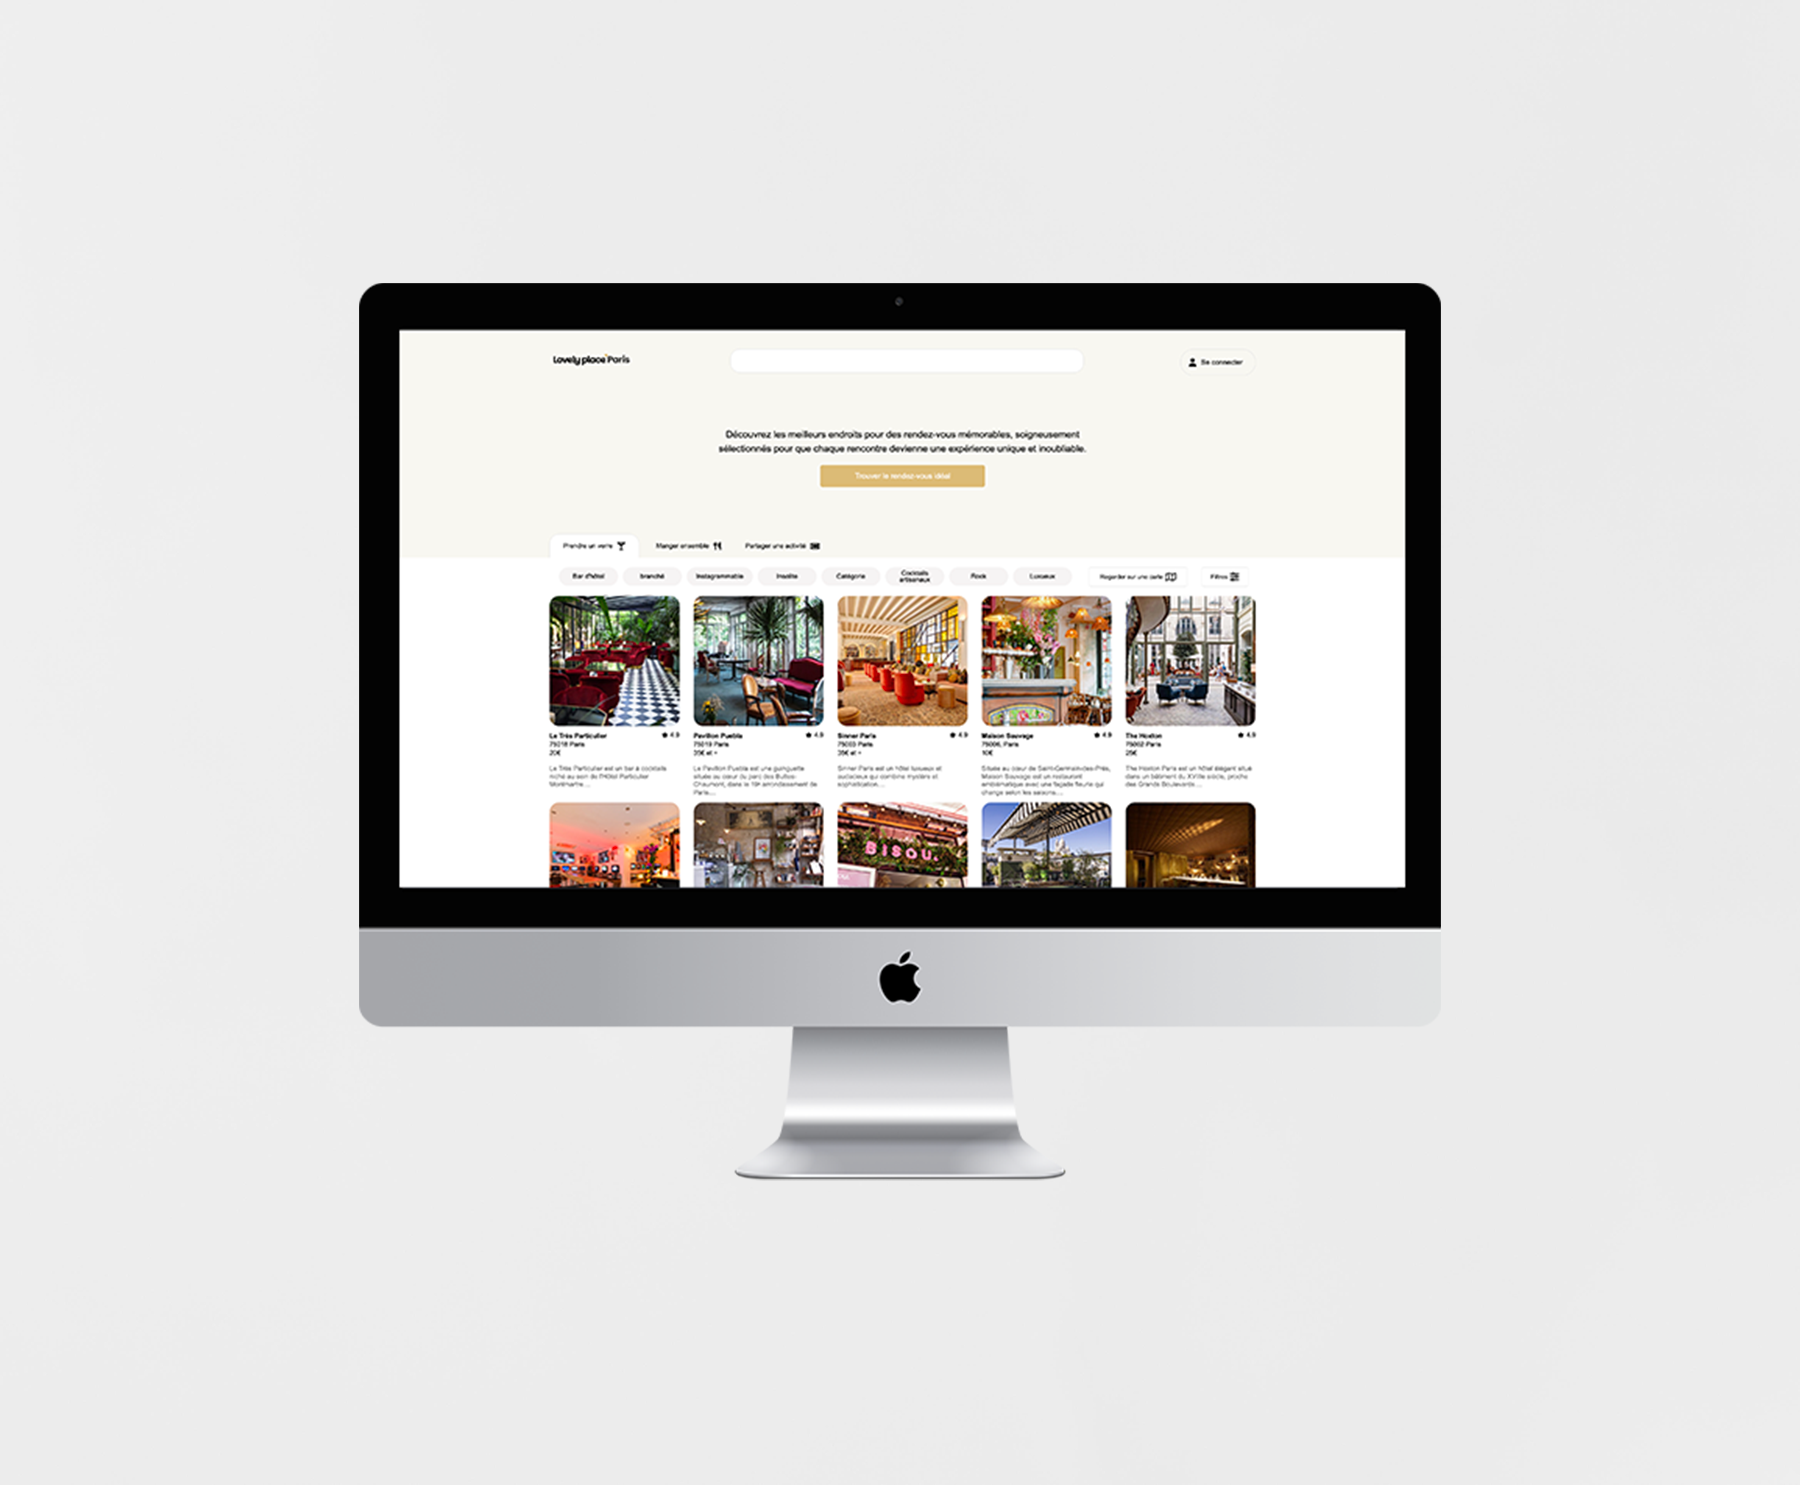 Lovely place Paris
Se connecter
Découvrez les meilleurs endroits pour des rendez-vous mémorables, soigneusement
sélectionnés pour que chaque rencontre devienne une expérience unique et inoubliable.
Trouver le rendez-vous idéal
Prendre un verre
Manger ensemble
Partager une activité
Bar d'hôtel
branché
Instagrammable
Insolite
Catégorie
Cocktails
artisanaux
Rock
Luxueux
Regarder sur une carte
Filtres
Le Très Particulier 4.9
75018 Paris
20€
Le Très Particulier est un bar à cocktails
niché au sein de l'Hôtel Particulier
Montmartre ...
Pavillon Puebla 4.9
75019 Paris
35€ et +
Le Pavillon Puebla est une guinguette
située au cœur du parc des Buttes-
Chaumont, dans le 19e arrondissement de
Paris....
Sinner Paris 4.9
75003 Paris
35€ et +
Sinner Paris est un hôtel luxueux et
audacieux qui combine mystère et
sophistication. ...
Maison Sauvage 4.9
75006, Paris
10€
Située au cœur de Saint-Germain-des-Prés,
Maison Sauvage est un restaurant
emblématique avec une façade fleurie qui
change selon les saisons....
The Hoxton 4.9
75002 Paris
25€
The Hoxton Paris est un hôtel élégant situé
dans un bâtiment du XVIIIe siècle, proche
des Grands Boulevards ...
BISOU.